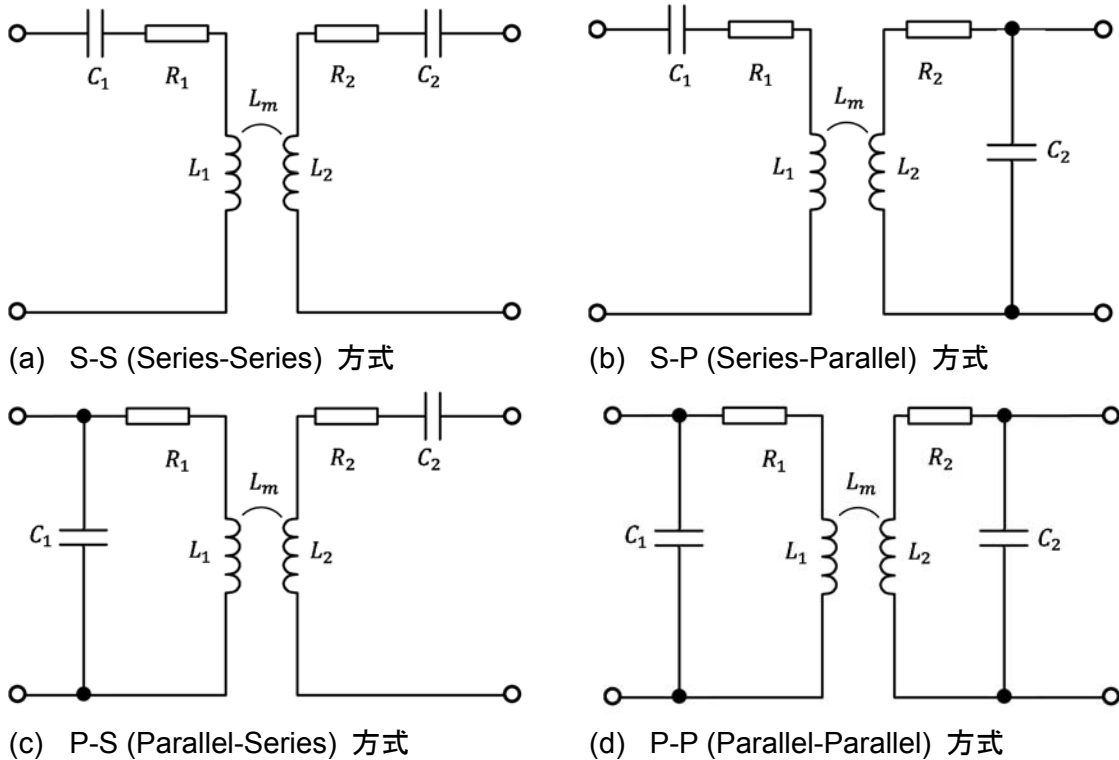 C₁ R₁ R₂ C₂
Lₘ
L₁ L₂
(a) S-S (Series-Series) 方式
C₁ R₁ R₂
Lₘ
C₂
L₁ L₂
(b) S-P (Series-Parallel) 方式
R₁ R₂ C₂
Lₘ
C₁
L₁ L₂
(c) P-S (Parallel-Series) 方式
R₁ R₂
Lₘ
C₁ C₂
L₁ L₂
(d) P-P (Parallel-Parallel) 方式